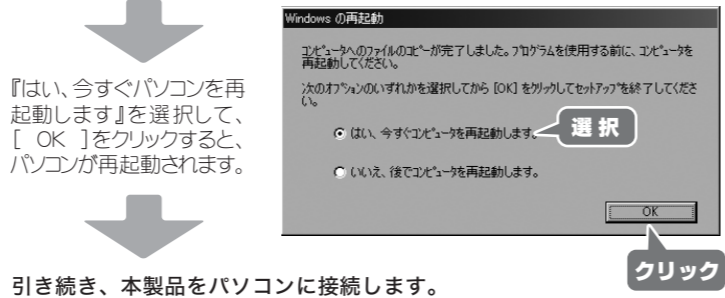 『はい、今すぐパソコンを再
起動します』を選択して、
[ OK ]をクリックすると、
パソコンが再起動されます。
Windows の再起動
コンピュータへのファイルのコピーが完了しました。プログラムを使用する前に、コンピュータを
再起動してください。
次のオプションのいずれかを選択してから [OK] をクリックしてセットアップを終了してくださ
い。
はい、今すぐコンピュータを再起動します。
選択
いいえ、後でコンピュータを再起動します。
OK
クリック
引き続き、本製品をパソコンに接続します。